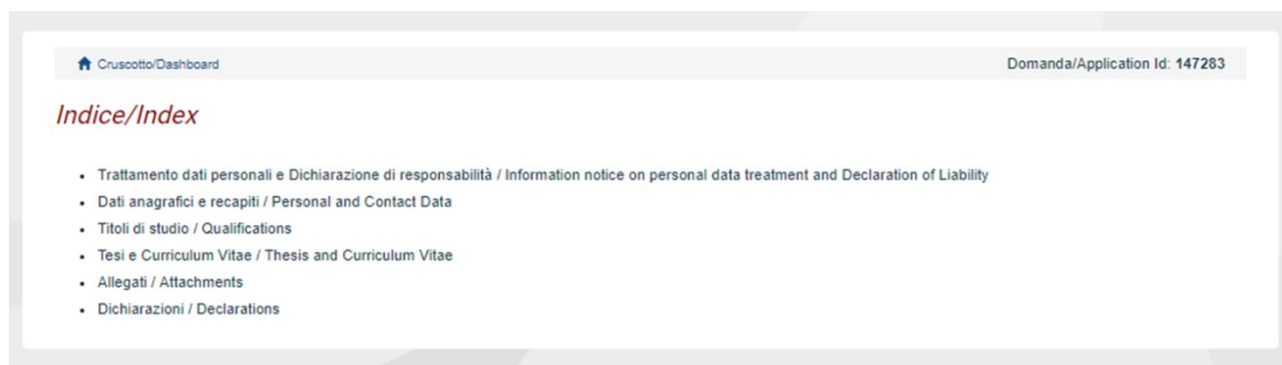 Cruscotto/Dashboard
Domanda/Application Id: 147283
Indice/Index
Trattamento dati personali e Dichiarazione di responsabilità / Information notice on personal data treatment and Declaration of Liability
Dati anagrafici e recapiti / Personal and Contact Data
Titoli di studio / Qualifications
Tesi e Curriculum Vitae / Thesis and Curriculum Vitae
Allegati / Attachments
Dichiarazioni / Declarations